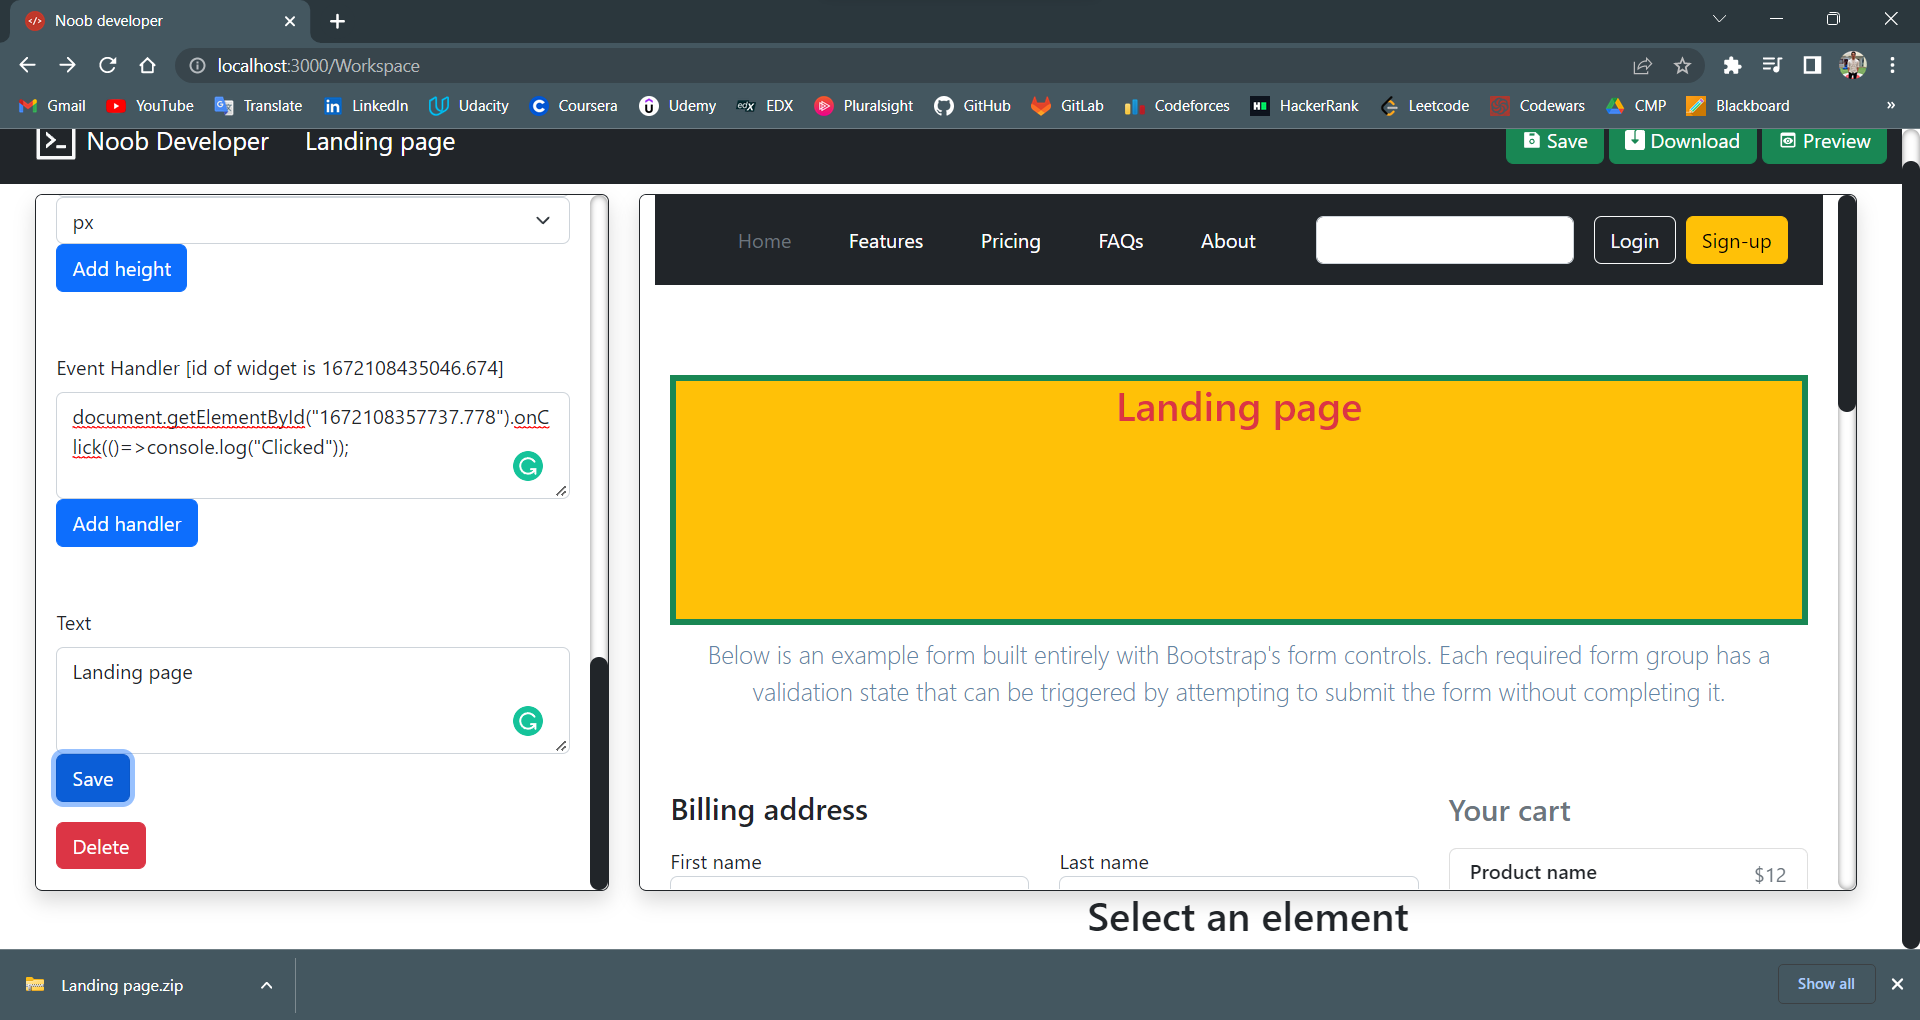 Noob developer
localhost:3000/Workspace
Gmail YouTube Translate LinkedIn Udacity Coursera Udemy EDX Pluralsight GitHub GitLab Codeforces HackerRank Leetcode Codewars CMP Blackboard »
Noob Developer Landing page Save Download Preview
px
Add height
Event Handler [id of widget is 1672108435046.674]
document.getElementById("1672108357737.778").onC
lick(()=>console.log("Clicked"));
Add handler
Text
Landing page
Save
Delete
Home Features Pricing FAQs About Login Sign-up
Landing page
Below is an example form built entirely with Bootstrap's form controls. Each required form group has a
validation state that can be triggered by attempting to submit the form without completing it.
Billing address
First name Last name
Your cart
Product name $12
Select an element
Landing page.zip Show all